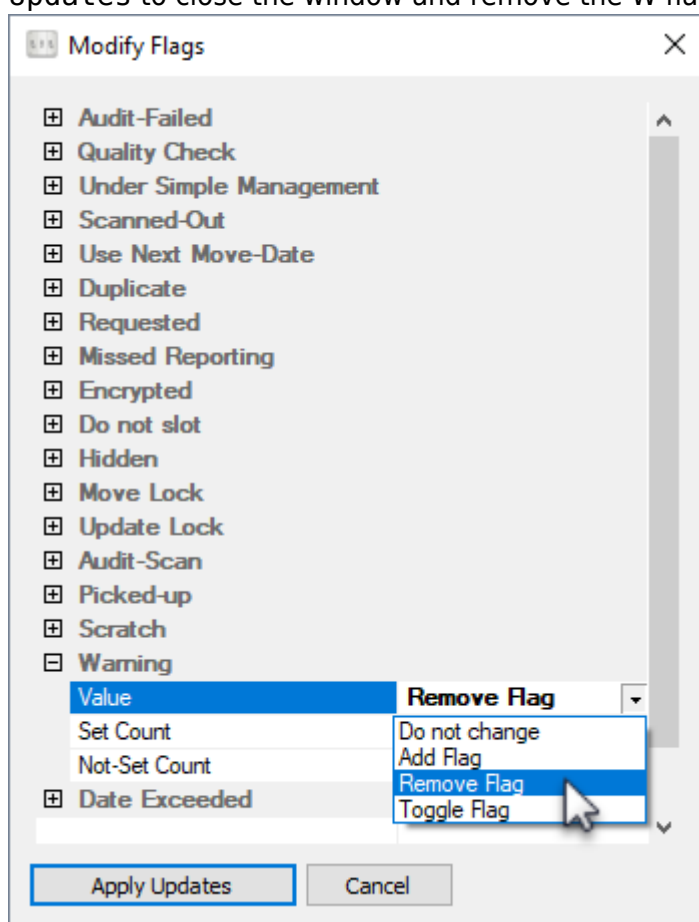 Updates to close the window and remove the W fla
Modify Flags
Audit-Failed
Quality Check
Under Simple Management
Scanned-Out
Use Next Move-Date
Duplicate
Requested
Missed Reporting
Encrypted
Do not slot
Hidden
Move Lock
Update Lock
Audit-Scan
Picked-up
Scratch
Warning
Value Remove Flag
Set Count Do not change
Add Flag
Not-Set Count
Remove Flag
Date Exceeded
Toggle Flag
Apply Updates Cancel